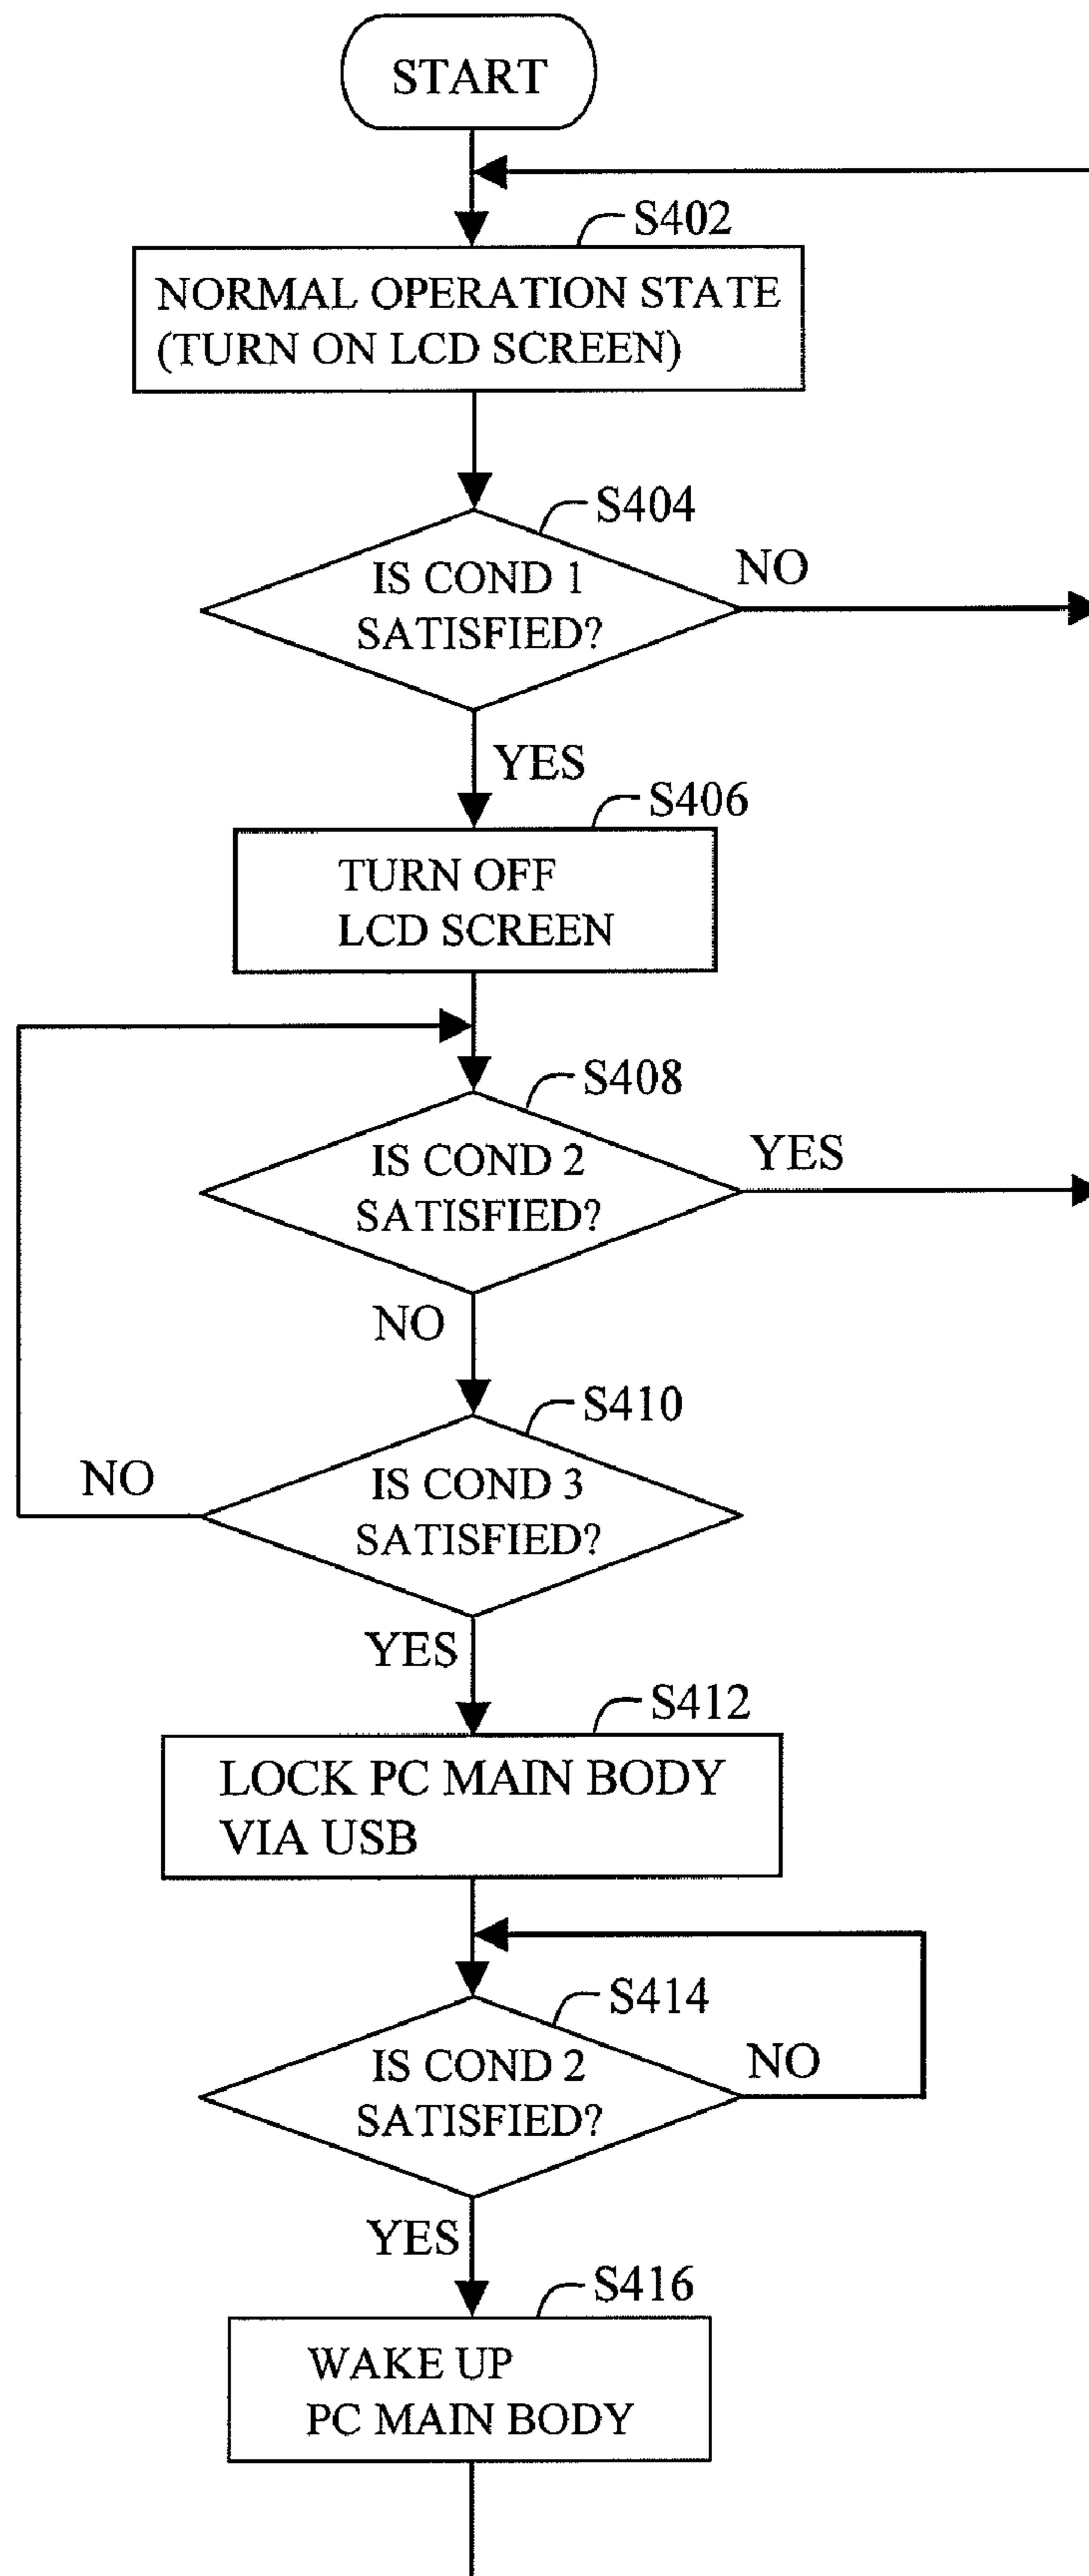 START
S402
NORMAL OPERATION STATE
(TURN ON LCD SCREEN)
S404
IS COND 1
SATISFIED?
NO
YES
S406
TURN OFF
LCD SCREEN
S408
IS COND 2
SATISFIED?
YES
NO
S410
IS COND 3
SATISFIED?
NO
YES
S412
LOCK PC MAIN BODY
VIA USB
S414
IS COND 2
SATISFIED?
NO
YES
S416
WAKE UP
PC MAIN BODY